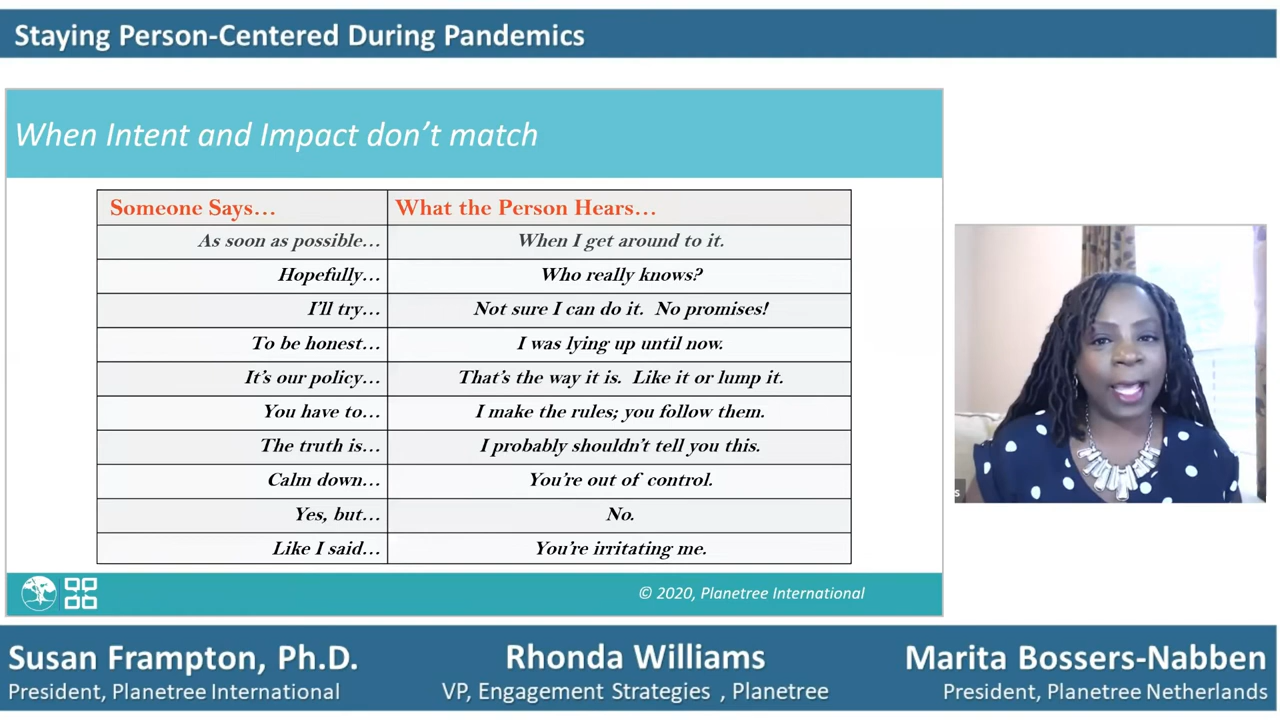 Staying Person-Centered During Pandemics
When Intent and Impact don’t match
Someone Says… What the Person Hears…
As soon as possible… When I get around to it.
Hopefully… Who really knows?
I’ll try… Not sure I can do it. No promises!
To be honest… I was lying up until now.
It’s our policy… That’s the way it is. Like it or lump it.
You have to… I make the rules; you follow them.
The truth is… I probably shouldn’t tell you this.
Calm down… You’re out of control.
Yes, but… No.
Like I said… You’re irritating me.
s
© 2020, Planetree International
Susan Frampton, Ph.D. Rhonda Williams Marita Bossers-Nabben
President, Planetree International VP, Engagement Strategies , Planetree President, Planetree Netherlands